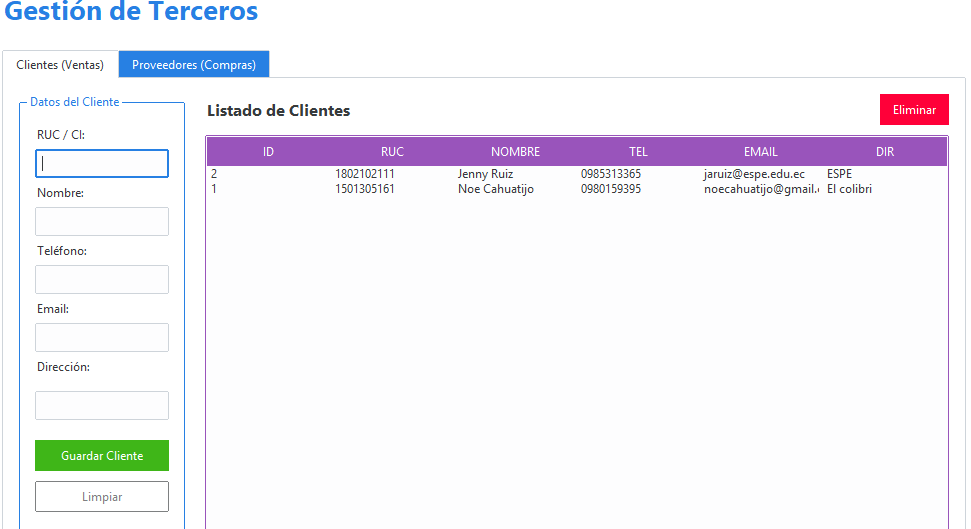 Gestión de Terceros
Clientes (Ventas) Proveedores (Compras)
Datos del Cliente
RUC / CI:
Nombre:
Teléfono:
Email:
Dirección:
Guardar Cliente
Limpiar
Listado de Clientes
Eliminar
ID RUC NOMBRE TEL EMAIL DIR
2 1802102111 Jenny Ruiz 0985313365 jaruiz@espe.edu.ec ESPE
1 1501305161 Noe Cahuatijo 0980159395 noecahuatijo@gmail. El colibri